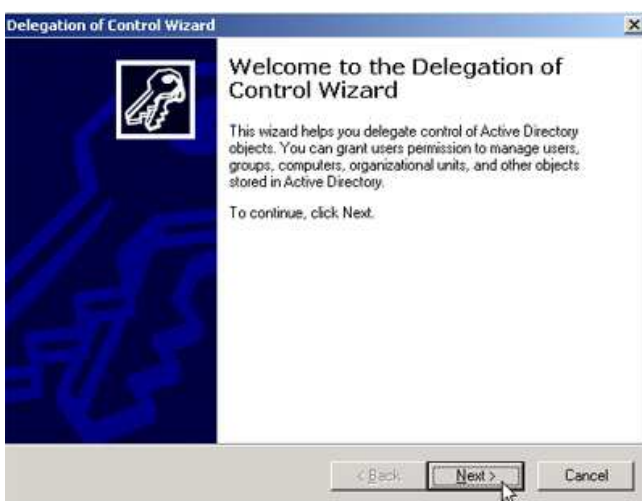 Delegation of Control Wizard
Welcome to the Delegation of
Control Wizard
This wizard helps you delegate control of Active Directory
objects. You can grant users permission to manage users,
groups, computers, organizational units, and other objects
stored in Active Directory.
To continue, click Next.
< Back Next > Cancel